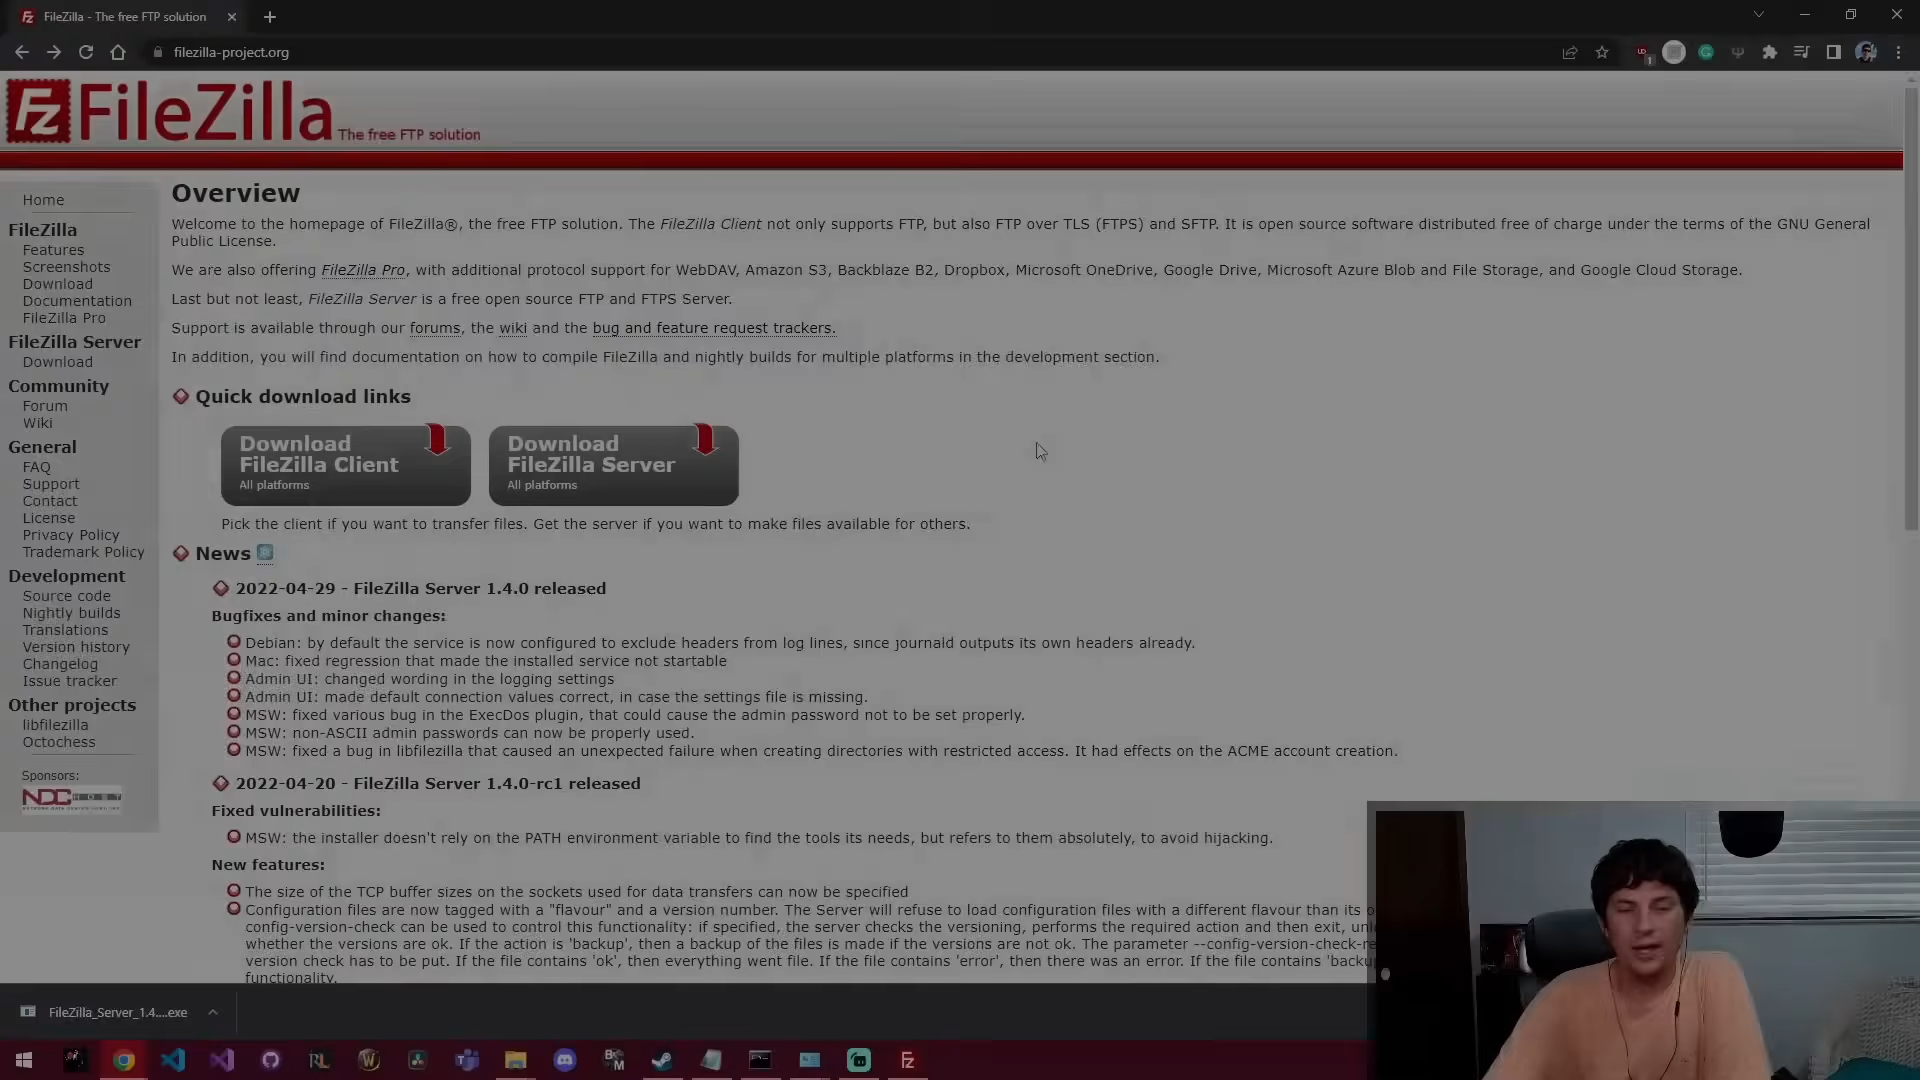 FileZilla - The free FTP solution
filezilla-project.org
FileZilla The free FTP solution
Home
FileZilla
Features
Screenshots
Download
Documentation
FileZilla Pro
FileZilla Server
Download
Community
Forum
Wiki
General
FAQ
Support
Contact
License
Privacy Policy
Trademark Policy
Development
Source code
Nightly builds
Translations
Version history
Changelog
Issue tracker
Other projects
libfilezilla
Octochess
Sponsors:
NDC HOST
Overview
Welcome to the homepage of FileZilla®, the free FTP solution. The FileZilla Client not only supports FTP, but also FTP over TLS (FTPS) and SFTP. It is open source software distributed free of charge under the terms of the GNU General
Public License.
We are also offering FileZilla Pro, with additional protocol support for WebDAV, Amazon S3, Backblaze B2, Dropbox, Microsoft OneDrive, Google Drive, Microsoft Azure Blob and File Storage, and Google Cloud Storage.
Last but not least, FileZilla Server is a free open source FTP and FTPS Server.
Support is available through our forums, the wiki and the bug and feature request trackers.
In addition, you will find documentation on how to compile FileZilla and nightly builds for multiple platforms in the development section.
Quick download links
Download
FileZilla Client
All platforms
Download
FileZilla Server
All platforms
Pick the client if you want to transfer files. Get the server if you want to make files available for others.
News
2022-04-29 - FileZilla Server 1.4.0 released
Bugfixes and minor changes:
Debian: by default the service is now configured to exclude headers from log lines, since journald outputs its own headers already.
Mac: fixed regression that made the installed service not startable
Admin UI: changed wording in the logging settings
Admin UI: made default connection values correct, in case the settings file is missing.
MSW: fixed various bug in the ExecDos plugin, that could cause the admin password not to be set properly.
MSW: non-ASCII admin passwords can now be properly used.
MSW: fixed a bug in libfilezilla that caused an unexpected failure when creating directories with restricted access. It had effects on the ACME account creation.
2022-04-20 - FileZilla Server 1.4.0-rc1 released
Fixed vulnerabilities:
MSW: the installer doesn't rely on the PATH environment variable to find the tools its needs, but refers to them absolutely, to avoid hijacking.
New features:
The size of the TCP buffer sizes on the sockets used for data transfers can now be specified
Configuration files are now tagged with a "flavour" and a version number. The Server will refuse to load configuration files with a different flavour than its o
config-version-check can be used to control this functionality: if specified, the server checks the versioning, performs the required action and then exit, unl
whether the versions are ok. If the action is 'backup', then a backup of the files is made if the versions are not ok. The parameter --config-version-check-re
version check has to be put. If the file contains 'ok', then everything went file. If the file contains 'error', then there was an error. If the file contains 'backu
functionality.
FileZilla_Server_1.4....exe